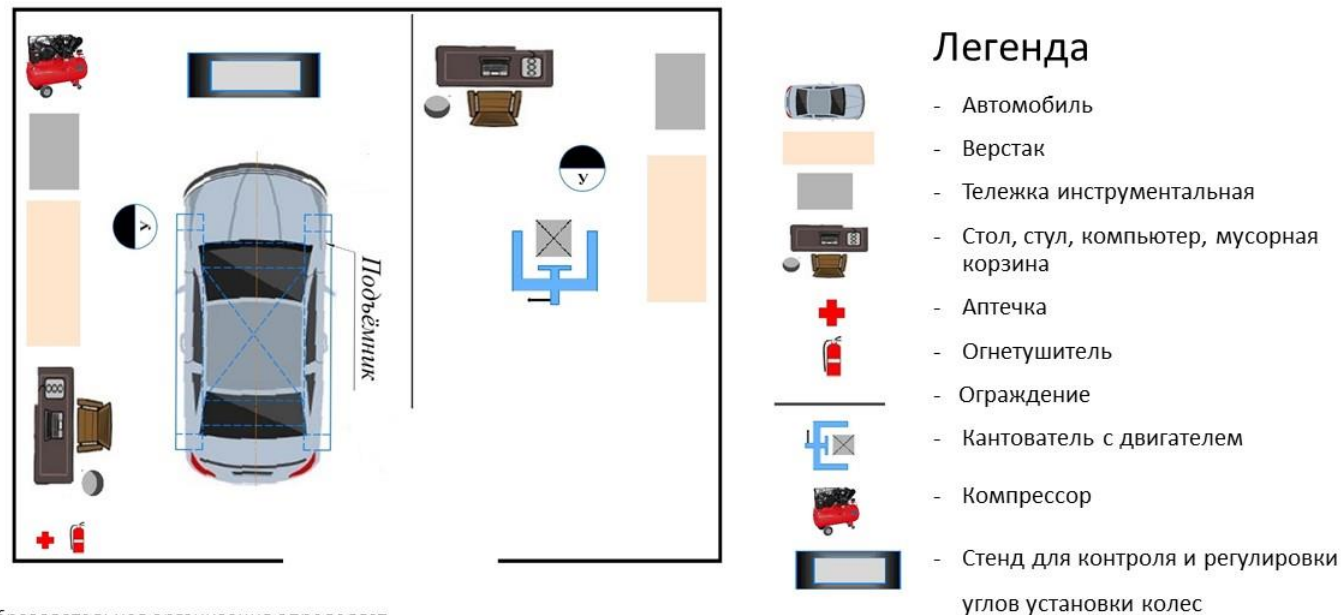 Легенда
У
У
Подъёмник
- Автомобиль
- Верстак
- Тележка инструментальная
- Стол, стул, компьютер, мусорная
корзина
- Аптечка
- Огнетушитель
- Ограждение
- Кантователь с двигателем
- Компрессор
- Стенд для контроля и регулировки
углов установки колес